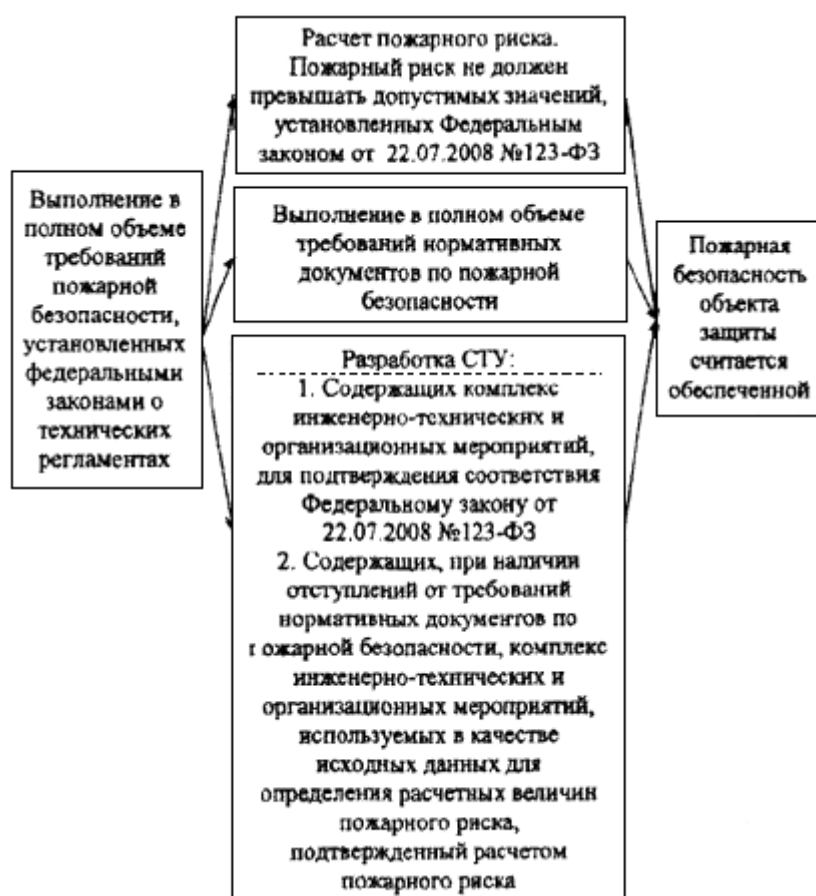 Расчет пожарного риска.
Пожарный риск не должен
превышать допустимых значений,
установленных Федеральным
законом от 22.07.2008 №123-ФЗ
Выполнение в
полном объеме
требований
пожарной
безопасности,
установленных
федеральными
законами о
технических
регламентах
Выполнение в полном объеме
требований нормативных
документов по пожарной
безопасности
Разработка СТУ:
1. Содержащих комплекс
инженерно-технических и
организационных мероприятий,
для подтверждения соответствия
Федеральному закону от
22.07.2008 №123-ФЗ
2. Содержащих, при наличии
отступлений от требований
нормативных документов по
пожарной безопасности, комплекс
инженерно-технических и
организационных мероприятий,
используемых в качестве
исходных данных для
определения расчетных величин
пожарного риска,
подтвержденный расчетом
пожарного риска
Пожарная
безопасность
объекта
защиты
считается
обеспеченной